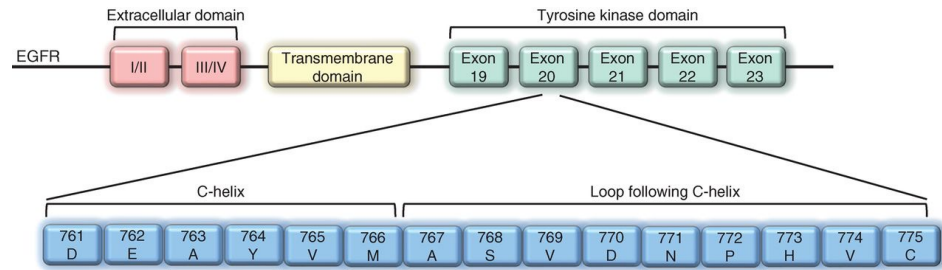 Extracellular domain
Tyrosine kinase domain
EGFR
I/II
III/IV
Transmembrane
domain
Exon
19
Exon
20
Exon
21
Exon
22
Exon
23
C-helix
Loop following C-helix
761
D
762
E
763
A
764
Y
765
V
766
M
767
A
768
S
769
V
770
D
771
N
772
P
773
H
774
V
775
C